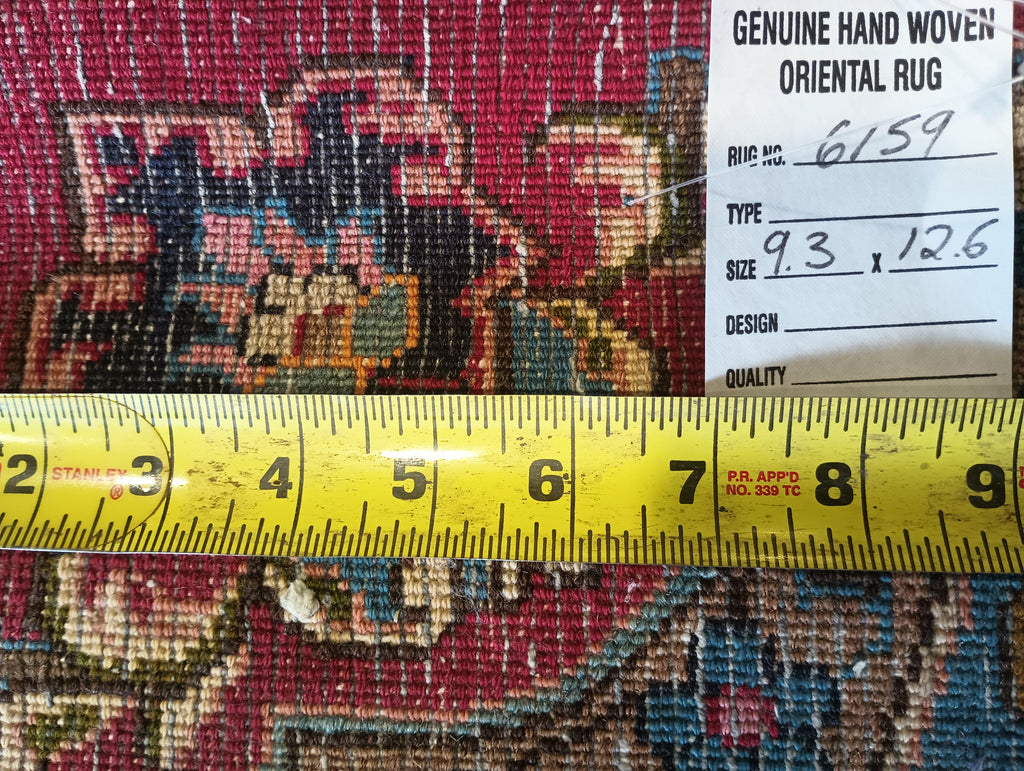 GENUINE HAND WOVEN
ORIENTAL RUG
RUG NO. 6159
TYPE
SIZE 9.3 X 12.6
DESIGN
QUALITY
2 STANLEY ® 3 4 5 6 7 P.R. APP'D 8 9
NO. 339 TC